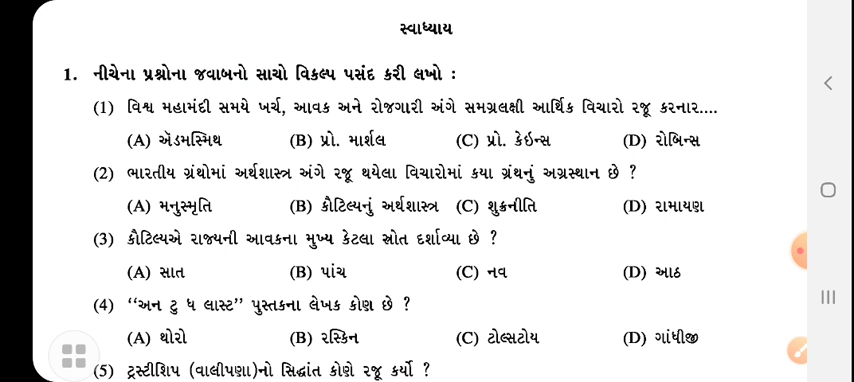 સ્વાધ્યાય
1. નીચેના પ્રશ્નોના જવાબનો સાચો વિકલ્પ પસંદ કરી લખો :
(1) વિશ્વ મહામંદી સમયે ખર્ચ, આવક અને રોજગારી અંગે સમગ્રલક્ષી આર્થિક વિચારો રજૂ કરનાર....
(A) ઍડમસ્મિથ (B) પ્રો. માર્શલ (C) પ્રો. કેઇન્સ (D) રોબિન્સ
(2) ભારતીય ગ્રંથોમાં અર્થશાસ્ત્ર અંગે રજૂ થયેલા વિચારોમાં કયા ગ્રંથનું અગ્રસ્થાન છે ?
(A) મનુસ્મૃતિ (B) કૌટિલ્યનું અર્થશાસ્ત્ર (C) શુક્રનીતિ (D) રામાયણ
(3) કૌટિલ્યએ રાજ્યની આવકના મુખ્ય કેટલા સ્રોત દર્શાવ્યા છે ?
(A) સાત (B) પાંચ (C) નવ (D) આઠ
(4) ‘‘અન ટુ ધ લાસ્ટ’’ પુસ્તકના લેખક કોણ છે ?
(A) થોરો (B) રસ્કિન (C) ટોલ્સટોય (D) ગાંધીજી
(5) ટ્રસ્ટીશિપ (વાલીપણા)નો સિદ્ધાંત કોણે રજૂ કર્યો ?